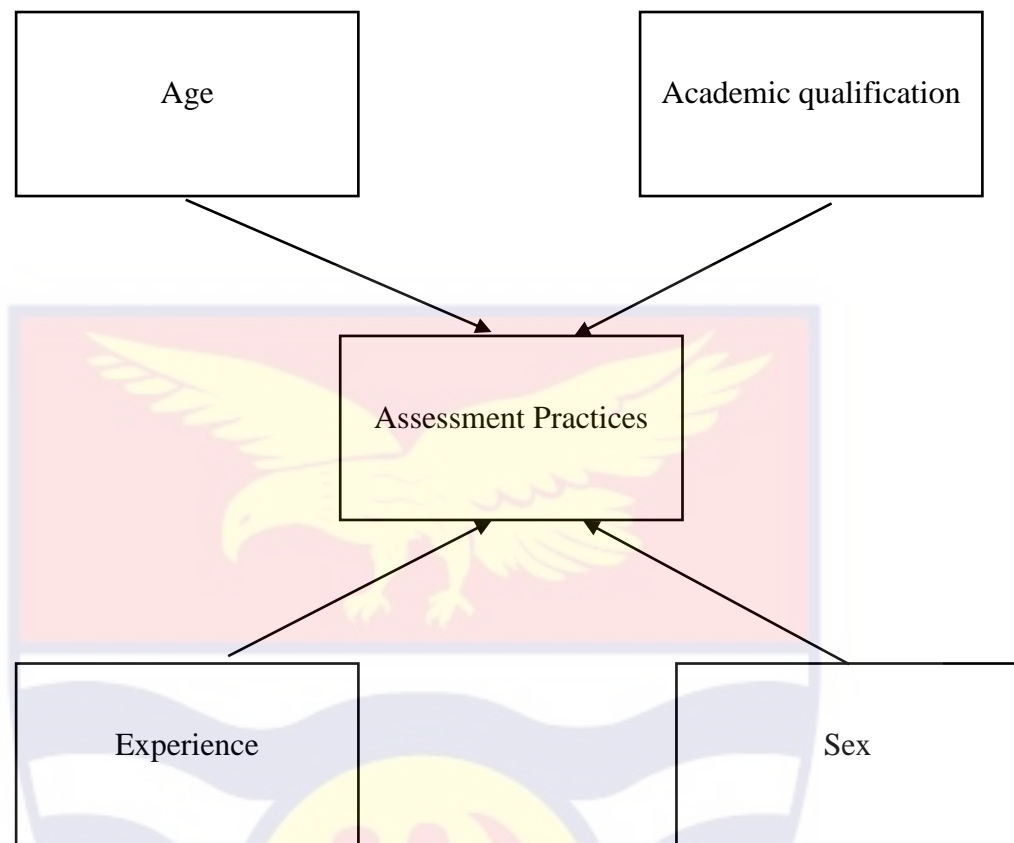 Age
Academic qualification
Assessment Practices
Experience
Sex